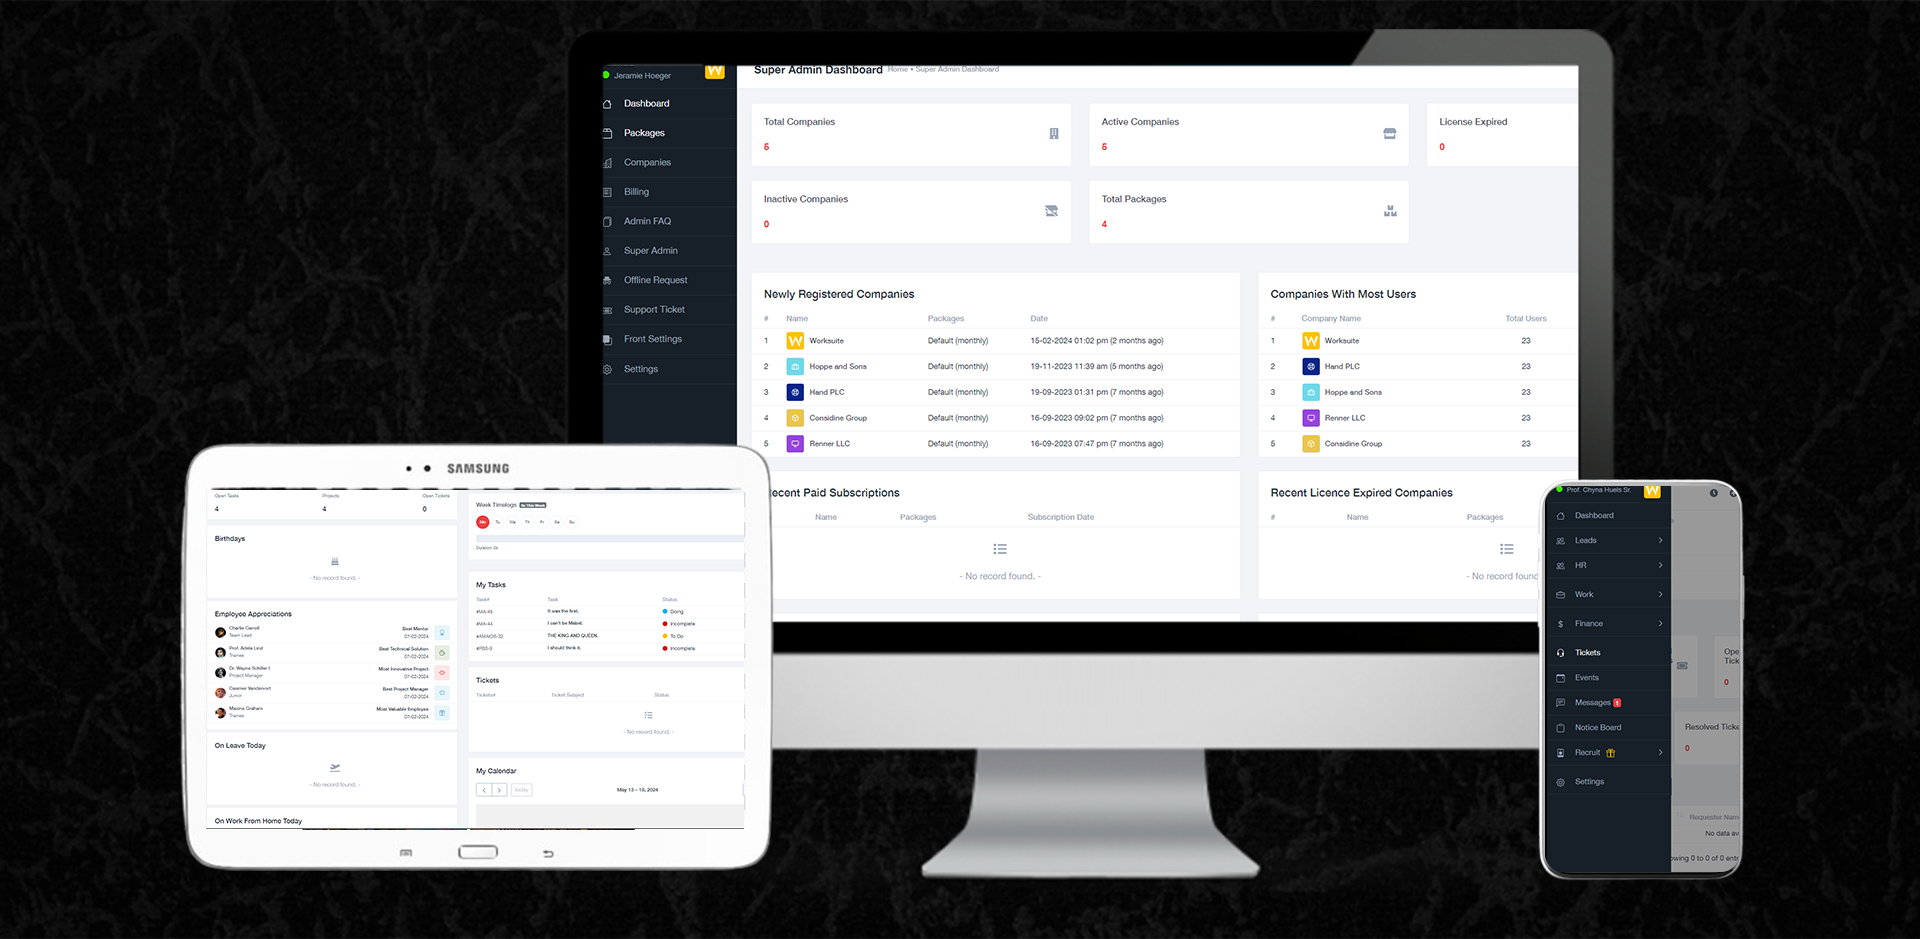 Jeramie Hoeger
W
Dashboard
Packages
Companies
Billing
Admin FAQ
Super Admin
Offline Request
Support Ticket
Front Settings
Settings
Super Admin Dashboard Home • Super Admin Dashboard
Total Companies
5
Active Companies
5
License Expired
0
Inactive Companies
0
Total Packages
4
Newly Registered Companies
# Name Packages Date
1 W Worksuite Default (monthly) 15-02-2024 01:02 pm (2 months ago)
2 Hoppe and Sons Default (monthly) 19-11-2023 11:39 am (5 months ago)
3 Hand PLC Default (monthly) 19-09-2023 01:31 pm (7 months ago)
4 Considine Group Default (monthly) 16-09-2023 09:02 pm (7 months ago)
5 Renner LLC Default (monthly) 16-09-2023 07:47 pm (7 months ago)
Companies With Most Users
# Company Name Total Users
1 W Worksuite 23
2 Hand PLC 23
3 Hoppe and Sons 23
4 Renner LLC 23
5 Considine Group 23
ecent Paid Subscriptions
Name Packages Subscription Date
- No record found. -
Recent Licence Expired Companies
# Name Packages
- No record found
SAMSUNG
Open Tasks Projects Open Tickets
4 4 0
Birthdays
- No record found. -
Employee Appreciations
Charlie Carroll Best Mentor
Team Lead 01-02-2024
Prof. Adela Lind Best Technical Solution
Trainee 01-02-2024
Dr. Wayne Schiller I Most Innovative Project
Project Manager 01-02-2024
Casimer Vandervort Best Project Manager
Junior 01-02-2024
Maxine Graham Most Valuable Employee
Trainee 01-02-2024
On Leave Today
- No record found. -
On Work From Home Today
Week Timelogs 0s This Week
Mo Tu We Th Fr Sa Su
Duration: 0s
My Tasks
Task# Task Status
It was the first. Doing
#MA-44 I can't be Mabel. Incomplete
THE KING AND QUEEN. To Do
I should think it. Incomplete
Tickets
Ticket# Ticket Subject Status
- No record found. -
My Calendar
today May 13 – 19, 2024
Prof. Chyna Huels Sr.
W
Dashboard
Leads
HR
Work
Finance
Tickets
Events
Messages 1
Notice Board
Recruit
Settings
Ope
Tick
0
Resolved Ticke
0
Requester Nam
No data av
owing 0 to 0 of 0 entr